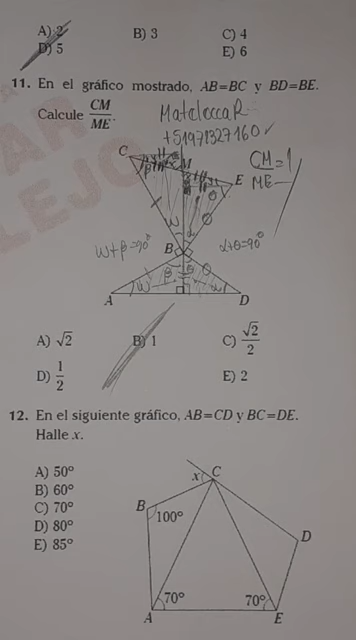 A) 2 B) 3 C) 4
D) 5 E) 6
11. En el gráfico mostrado, AB=BC y BD=BE.
Calcule CM/ME.
Matelocca R
+51971327160
C M E
CM/ME = 1
W+β=90° B α+θ=90°
A D
A) √2 B) 1 C) √2/2
D) 1/2 E) 2
12. En el siguiente gráfico, AB=CD y BC=DE.
Halle x.
A) 50°
B) 60°
C) 70°
D) 80°
E) 85°
x C
B 100°
D
70° 70°
A E